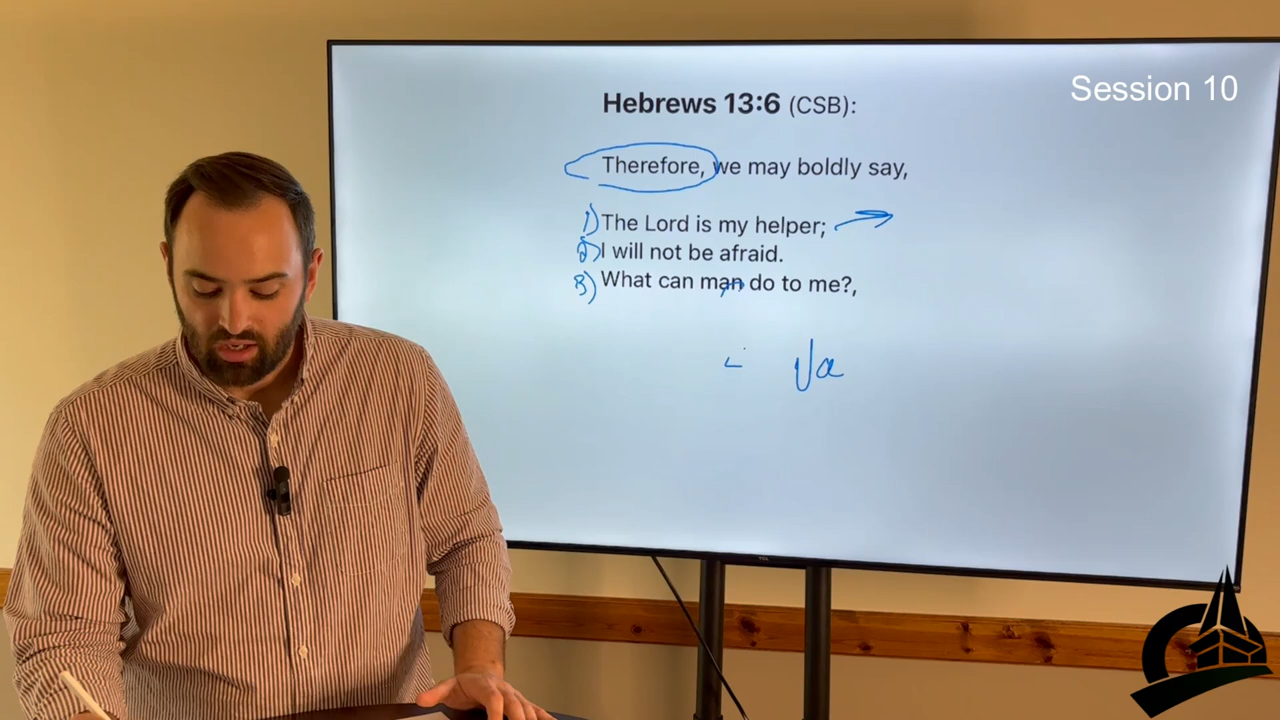 Session 10
Hebrews 13:6 (CSB):
Therefore, we may boldly say,
1) The Lord is my helper;
2) I will not be afraid.
3) What can man do to me?,